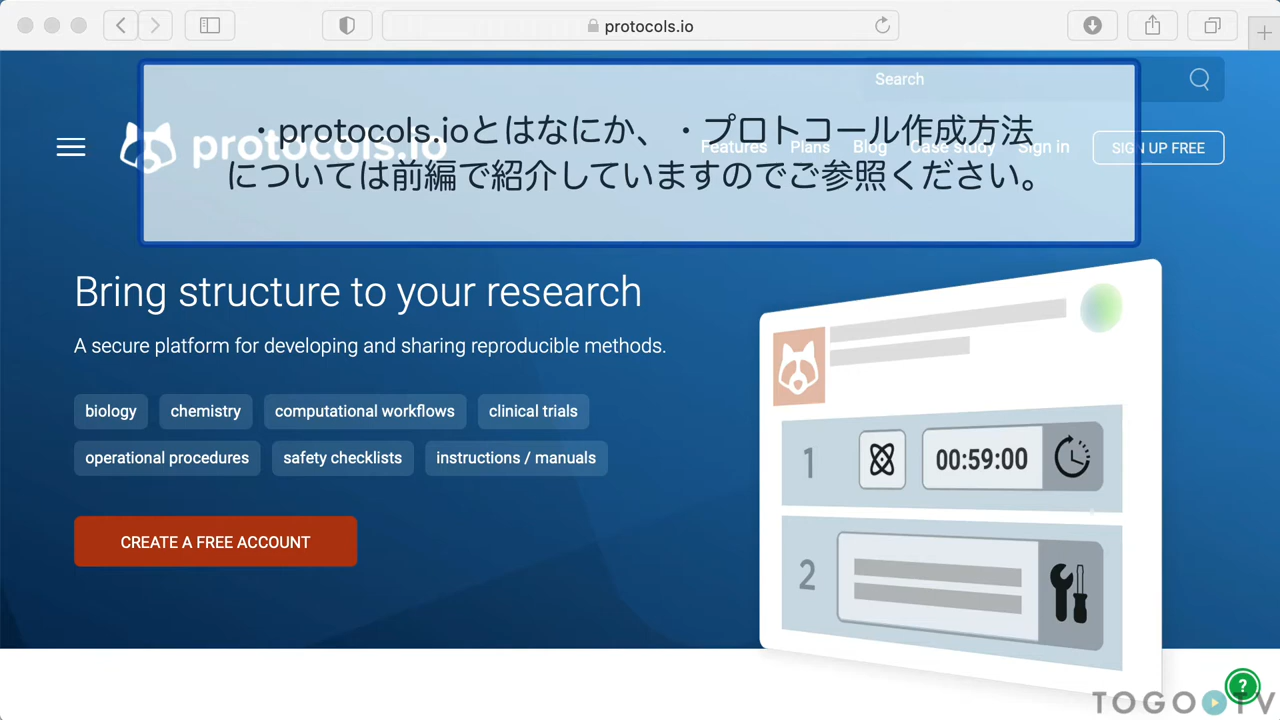 protocols.io
Search
・protocols.ioとはなにか、・プロトコール作成方法
については前編で紹介していますのでご参照ください。
protocols.io
Features Plans Blog Case study Sign in SIGN UP FREE
Bring structure to your research
A secure platform for developing and sharing reproducible methods.
biology chemistry computational workflows clinical trials
operational procedures safety checklists instructions / manuals
CREATE A FREE ACCOUNT
1 00:59:00
2
?
TOGO TV